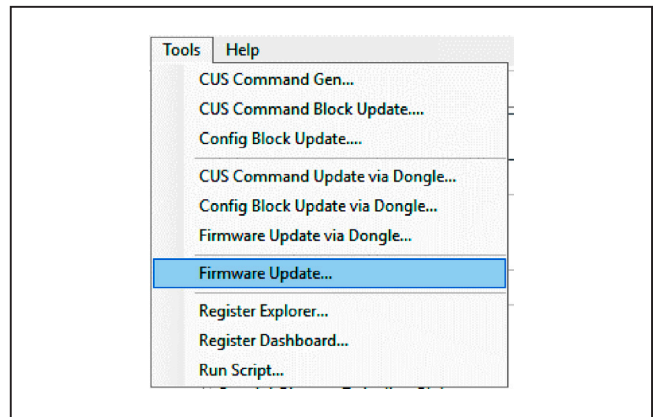 Tools Help
CUS Command Gen...
CUS Command Block Update....
Config Block Update....
CUS Command Update via Dongle...
Config Block Update via Dongle...
Firmware Update via Dongle...
Firmware Update...
Register Explorer...
Register Dashboard...
Run Script...